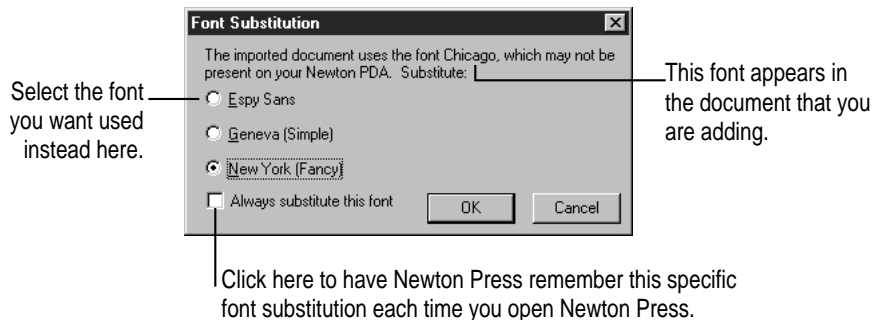 Font Substitution
The imported document uses the font Chicago, which may not be
present on your Newton PDA. Substitute:
Espy Sans
Geneva (Simple)
New York (Fancy)
Always substitute this font
OK
Cancel
Select the font
you want used
instead here.
This font appears in
the document that you
are adding.
Click here to have Newton Press remember this specific
font substitution each time you open Newton Press.